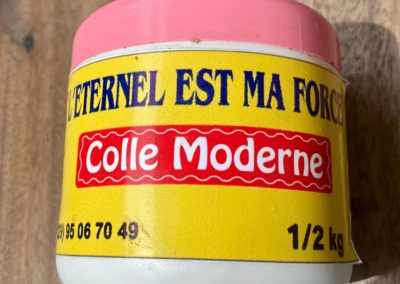 L'ETERNEL EST MA FORCE
Colle Moderne
95 06 70 49
1/2 kg